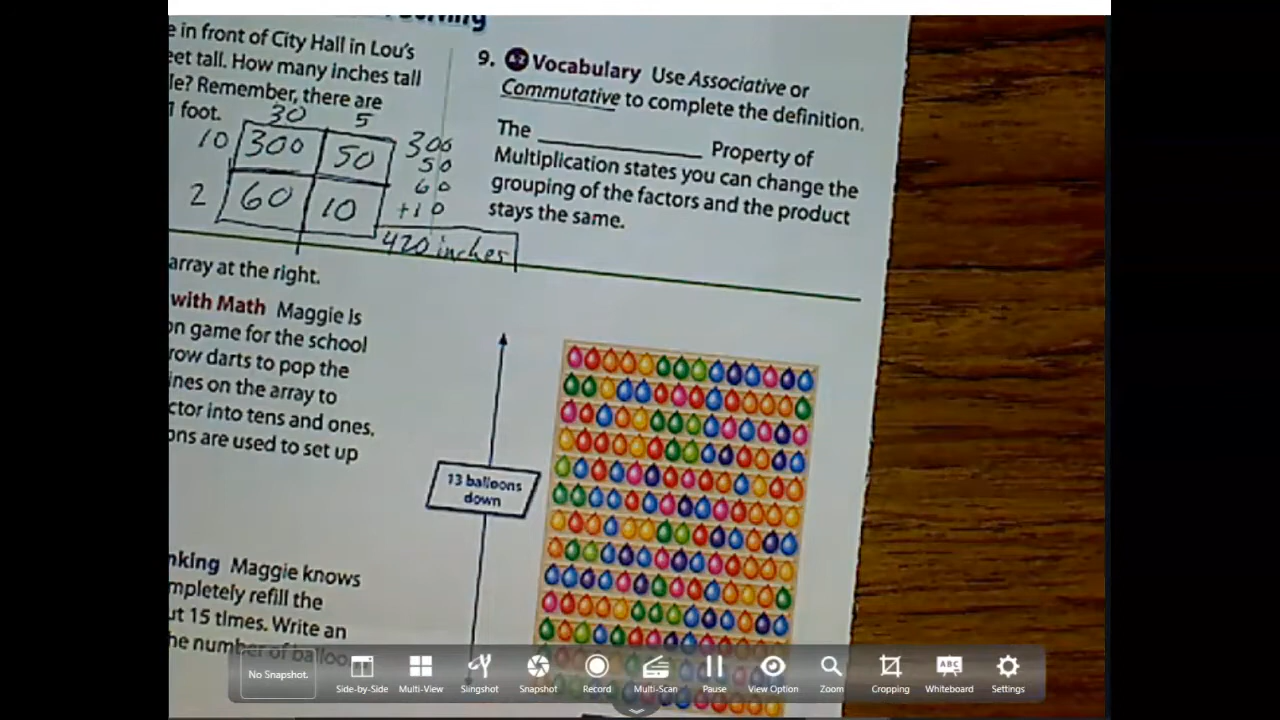 e in front of City Hall in Lou's
eet tall. How many inches tall
le? Remember, there are
1 foot.
30 5
10 300 50
2 60 10
300
50
60
+10
420 inches
9. Vocabulary Use Associative or
Commutative to complete the definition.
The ____________ Property of
Multiplication states you can change the
grouping of the factors and the product
stays the same.
array at the right.
with Math Maggie is
on game for the school
row darts to pop the
ines on the array to
ctor into tens and ones.
ons are used to set up
13 balloons
down
nking Maggie knows
mpletely refill the
ut 15 times. Write an
he number of balloo
No Snapshot.
Side-by-Side
Multi-View
Slingshot
Snapshot
Record
Multi-Scan
Pause
View Option
Zoom
Cropping
ABC
Whiteboard
Settings